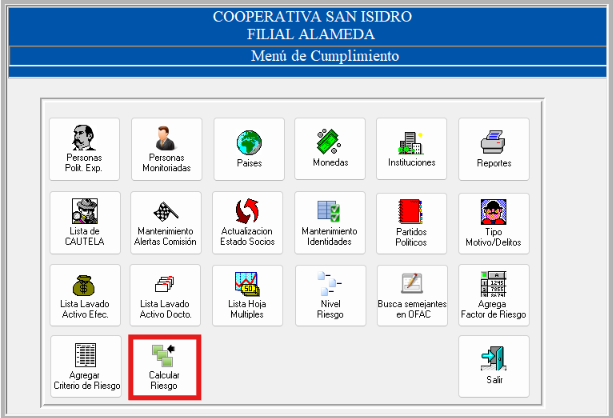 COOPERATIVA SAN ISIDRO
FILIAL ALAMEDA
Menú de Cumplimiento
Personas
Polit. Exp.
Personas
Monitoriadas
Paises
Monedas
Instituciones
Reportes
Lista de
CAUTELA
Mantenimiento
Alertas Comisión
Actualizacion
Estado Socios
Mantenimiento
Identidades
Partidos
Políticos
Tipo
Motivo/Delitos
Lista Lavado
Activo Efec.
Lista Lavado
Activo Docto.
Lista Hoja
Multiples
Nivel
Riesgo
Busca semejantes
en OFAC
Agrega
Factor de Riesgo
Agregar
Criterio de Riesgo
Calcular
Riesgo
Salir